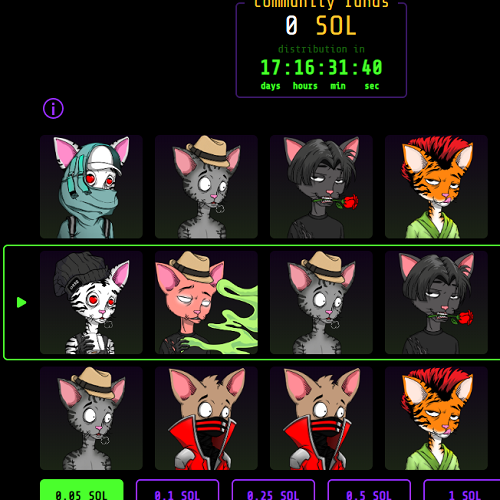 community funds
0 SOL
distribution in
17:16:31:40
days hours min sec
0.05 SOL 0.1 SOL 0.25 SOL 0.5 SOL 1 SOL